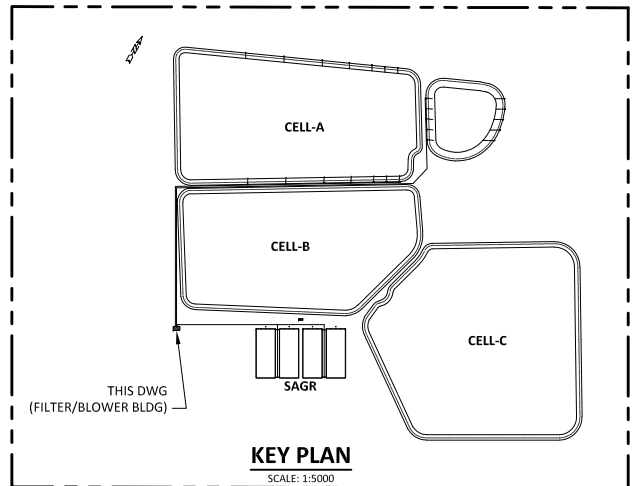 CELL-A
CELL-B
CELL-C
SAGR
THIS DWG
(FILTER/BLOWER BLDG)
KEY PLAN
SCALE: 1:5000